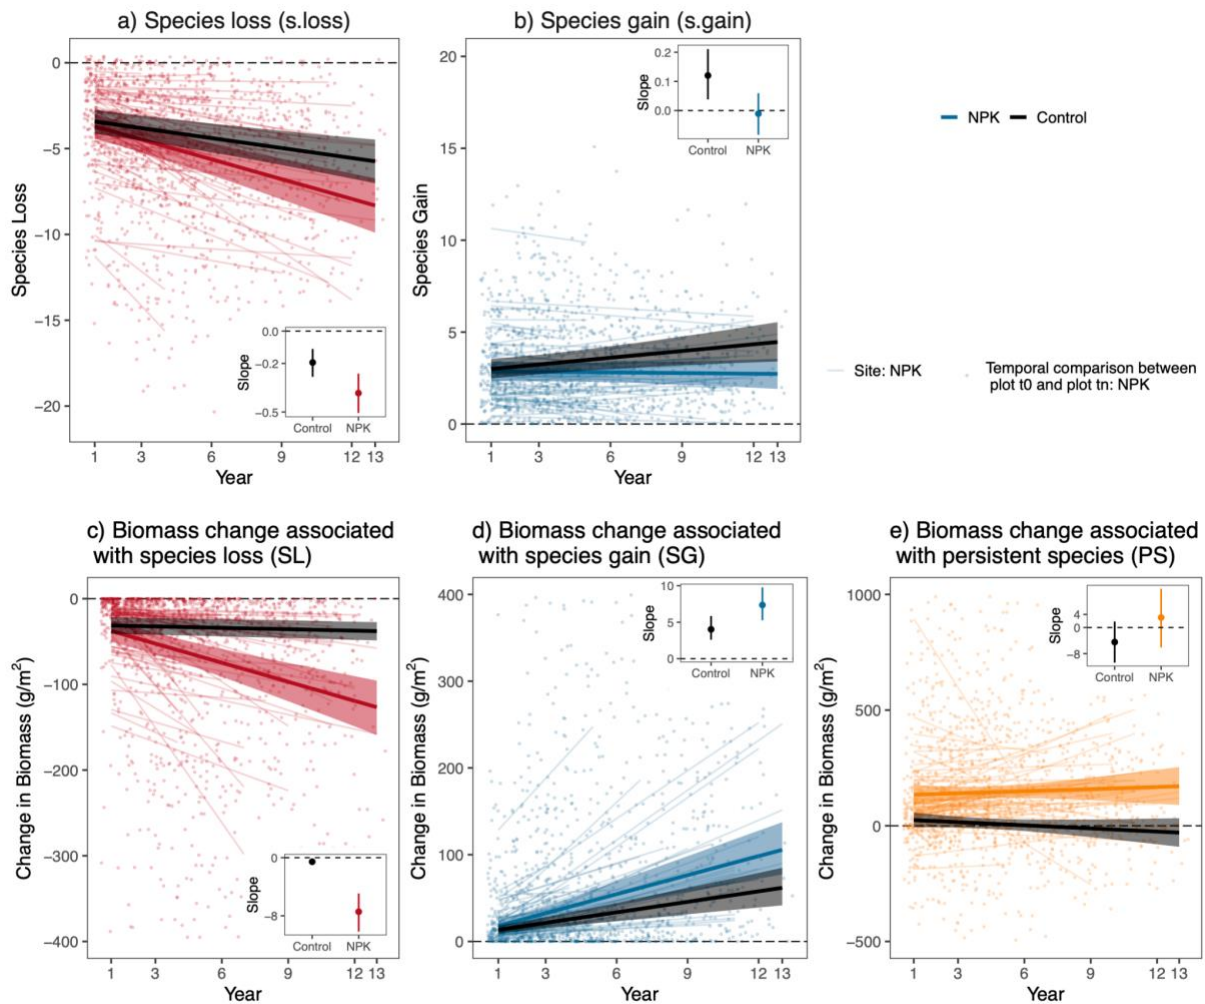 a) Species loss (s.loss)
b) Species gain (s.gain)
0
−5
−10
−15
−20
Species Loss
1 3 6 9 12 13
Year
0.0
−0.2
−0.5
Slope
Control NPK
20
15
10
5
0
Species Gain
1 3 6 9 12 13
Year
0.2
0.1
0.0
Slope
Control NPK
NPK Control
Site: NPK
Temporal comparison between
plot t0 and plot tn: NPK
c) Biomass change associated
with species loss (SL)
0
−100
−200
−300
−400
Change in Biomass (g/m²)
1 3 6 9 12 13
Year
0
−8
Slope
Control NPK
d) Biomass change associated
with species gain (SG)
400
300
200
100
0
Change in Biomass (g/m²)
1 3 6 9 12 13
Year
10
5
0
Slope
Control NPK
e) Biomass change associated
with persistent species (PS)
1000
500
0
−500
Change in Biomass (g/m²)
1 3 6 9 12 13
Year
4
0
−8
Slope
Control NPK